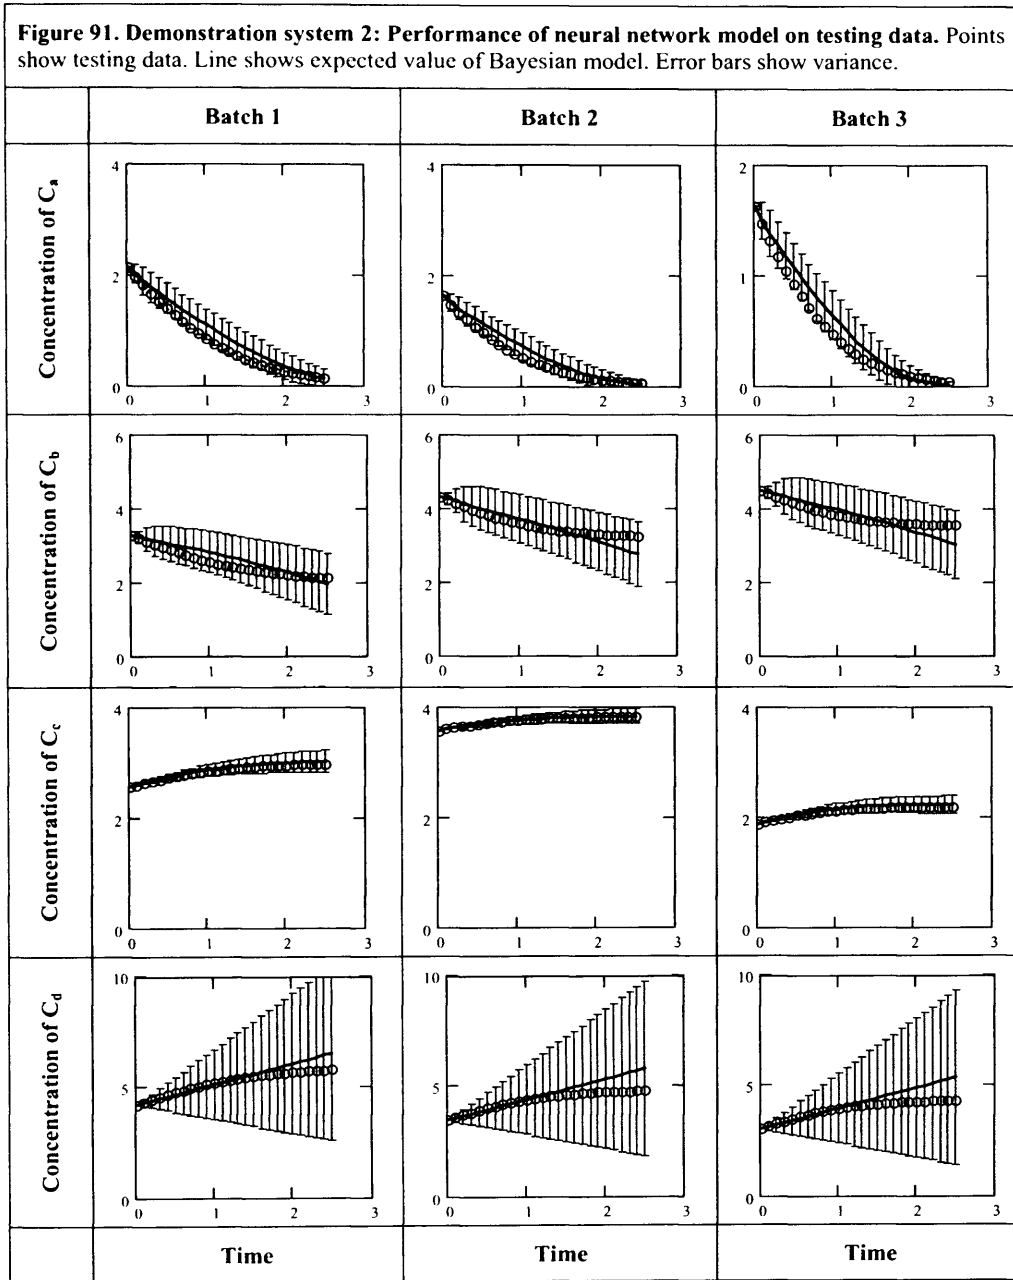 Figure 91. Demonstration system 2: Performance of neural network model on testing data. Points
show testing data. Line shows expected value of Bayesian model. Error bars show variance.
Batch 1
Batch 2
Batch 3
Concentration of Ca
4
2
0
0 1 2 3
4
2
0
0 1 2 3
2
1
0
0 1 2 3
Concentration of Cb
6
4
2
0
0 1 2 3
6
4
2
0
0 1 2 3
6
4
2
0
0 1 2 3
Concentration of Cc
4
2
0
0 1 2 3
4
2
0
0 1 2 3
4
2
0
0 1 2 3
Concentration of Cd
10
5
0
0 1 2 3
10
5
0
0 1 2 3
10
5
0
0 1 2 3
Time
Time
Time